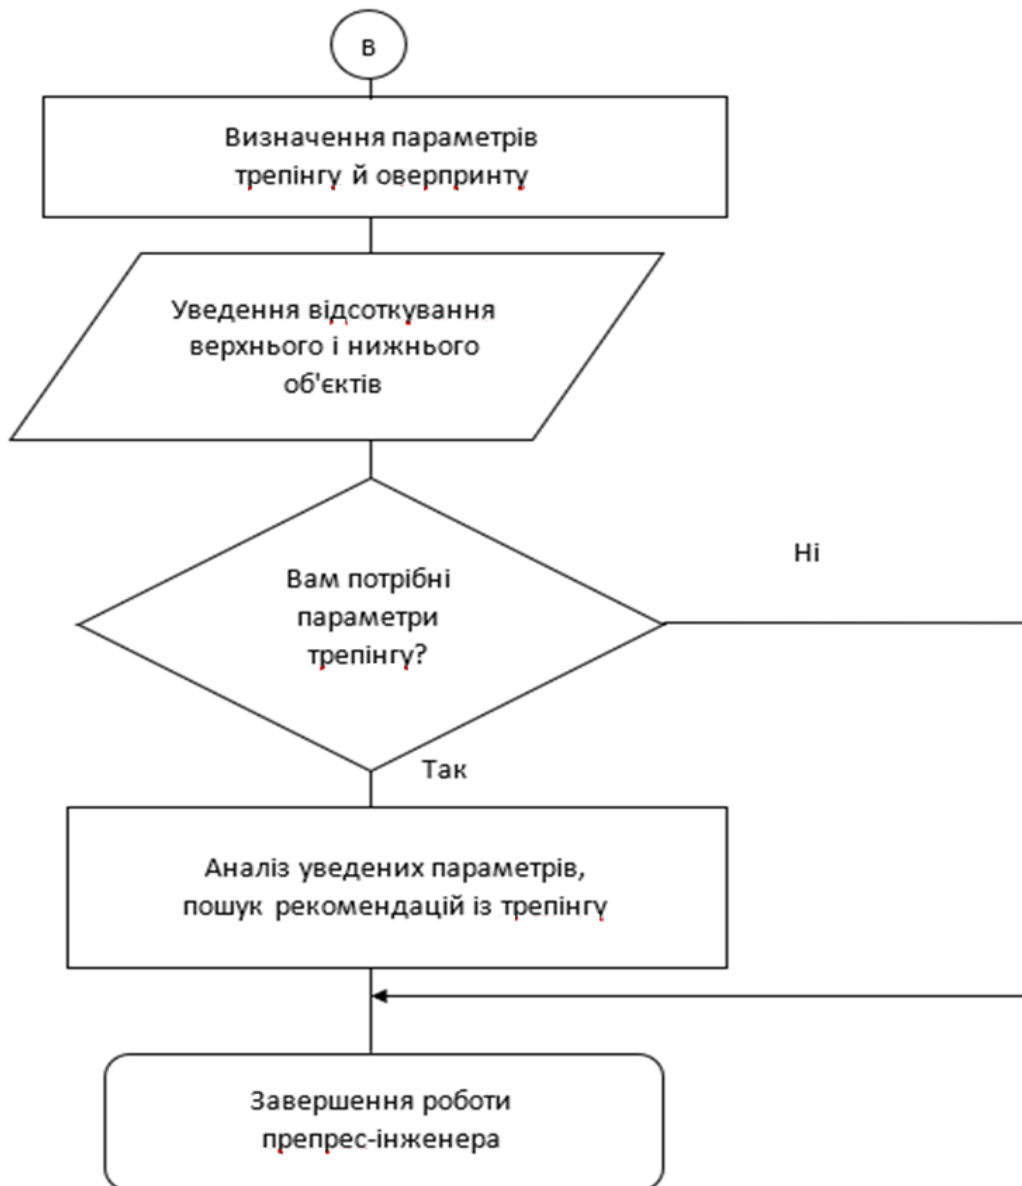 в
Визначення параметрів
трепінгу й оверпринту
Уведення відсоткування
верхнього і нижнього
об'єктів
Ні
Вам потрібні
параметри
трепінгу?
Так
Аналіз уведених параметрів,
пошук рекомендацій із трепінгу
Завершення роботи
препрес-інженера